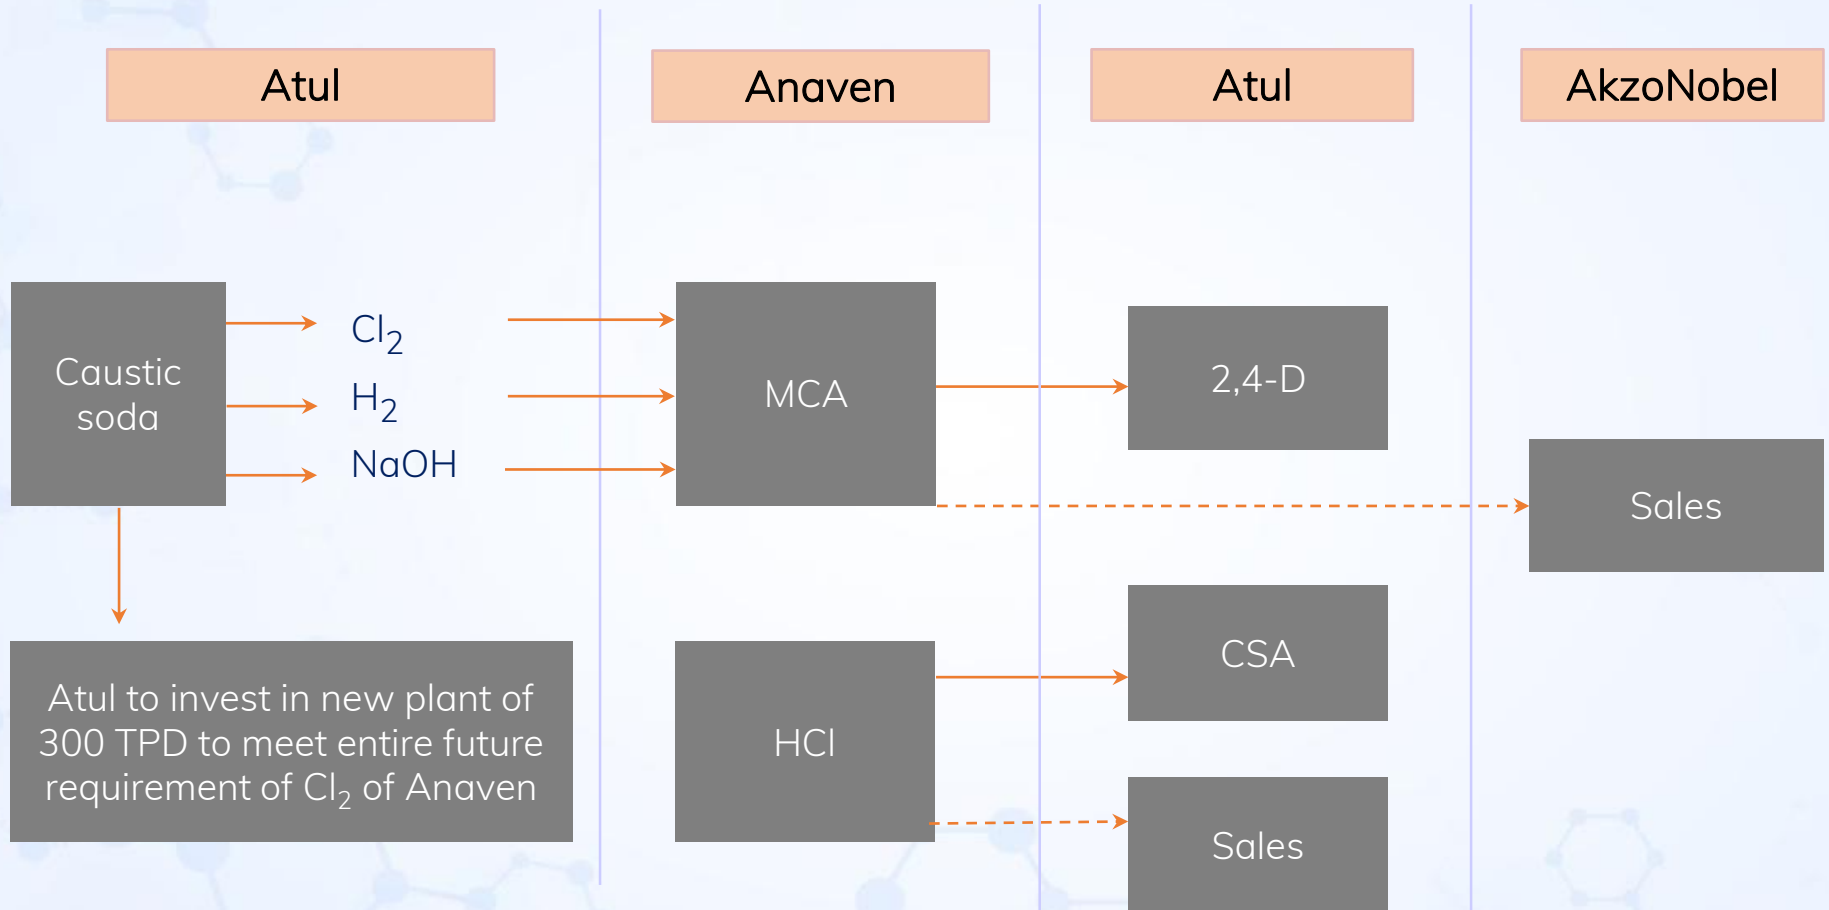 Atul
Anaven
Atul
AkzoNobel
Caustic
soda
Cl₂
H₂
NaOH
MCA
2,4-D
Sales
Atul to invest in new plant of
300 TPD to meet entire future
requirement of Cl₂ of Anaven
HCl
CSA
Sales